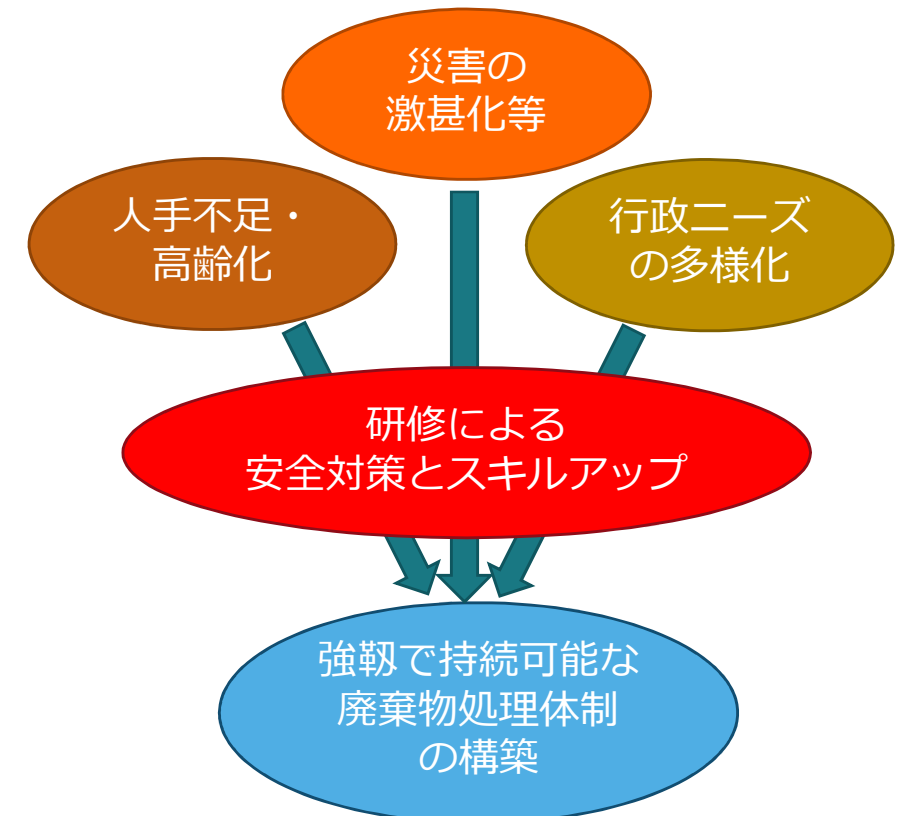 災害の
激甚化等
人手不足・
高齢化
行政ニーズ
の多様化
研修による
安全対策とスキルアップ
強靱で持続可能な
廃棄物処理体制
の構築